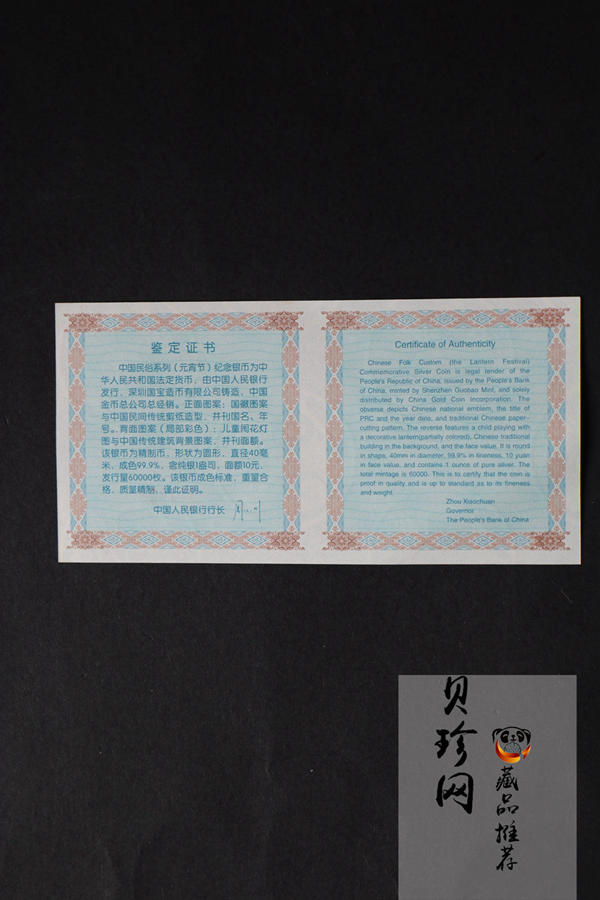 鉴定证书
中国民俗系列（元宵节）纪念银币为中
华人民共和国法定货币，由中国人民银行
发行，深圳国宝造币有限公司铸造，中国
金币总公司总经销。正面图案：国徽图案
与中国民间传统剪纸造型，并刊国名、年
号。背面图案（局部彩色）：儿童闹花灯
图与中国传统建筑背景图案，并刊面额。
该银币为精制币，形状为圆形，直径40毫
米，成色99.9%，含纯银1盎司，面额10元，
发行量60000枚。该银币成色标准，重量合
格，质量精制，谨此证明。
中国人民银行行长
Certificate of Authenticity
Chinese Folk Custom (the Lantein Festival)
Commemorative Silver Coin is legal tender of the
People's Republic of China, issued by the People's Bank
of China, minted by Shenzhen Guobao Mint, and solely
distributed by China Gold Coin Incorporation. The
obverse depicts Chinese national emblem, the title of
PRC and the year date, and traditional Chinese paper-
cutting pattern. The reverse features a child playing with
a decorative lantern(partially colored), Chinese traditional
building in the background, and the face value. It is round
in shape, 40mm in diameter, 99.9% in fineness, 10 yuan
in face value, and contains 1 ounce of pure silver. The
total mintage is 60000. This is to certify that the coin is
proof in quality and is up to standard as to its fineness
and weight.
Zhou Xiaochuan
Governor
The People's Bank of China
贝珍网
藏品推荐